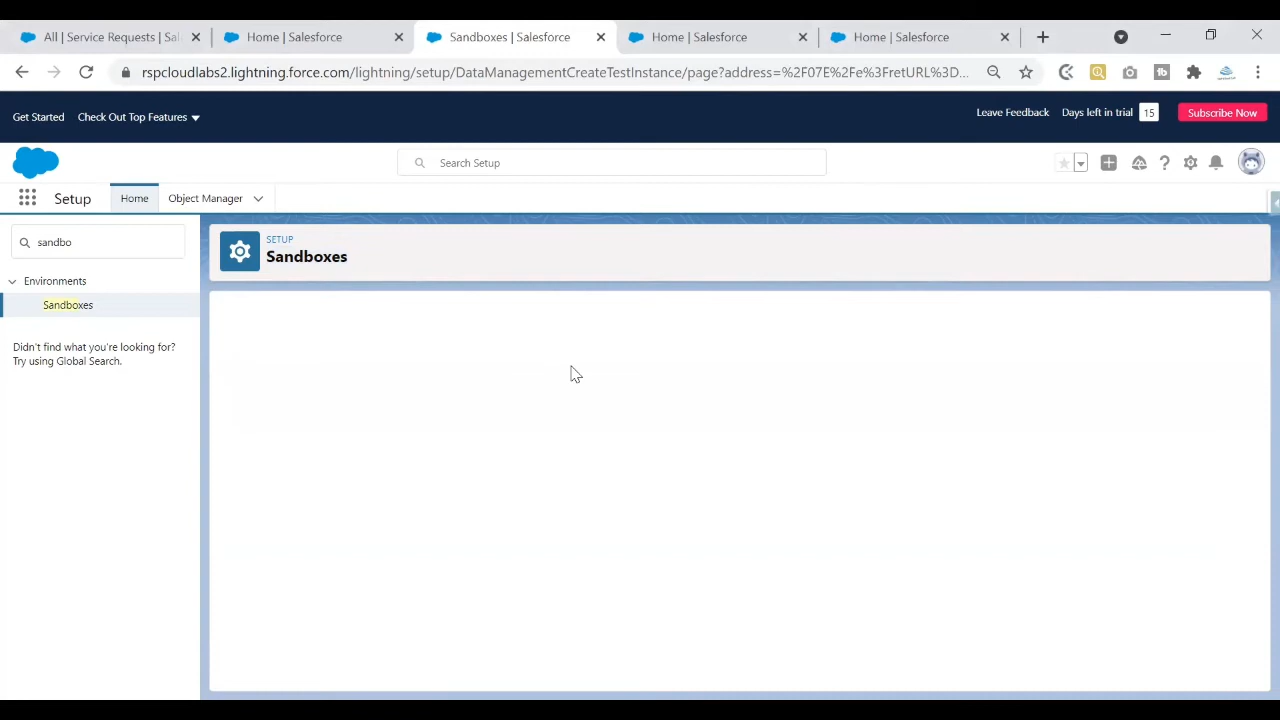 All | Service Requests | Sal
Home | Salesforce
Sandboxes | Salesforce
Home | Salesforce
Home | Salesforce
rspcloudlabs2.lightning.force.com/lightning/setup/DataManagementCreateTestInstance/page?address=%2F07E%2Fe%3FretURL%3D...
Get Started
Check Out Top Features
Leave Feedback
Days left in trial
15
Subscribe Now
Search Setup
Setup
Home
Object Manager
sandbo
SETUP
Sandboxes
Environments
Sandboxes
Didn't find what you're looking for?
Try using Global Search.